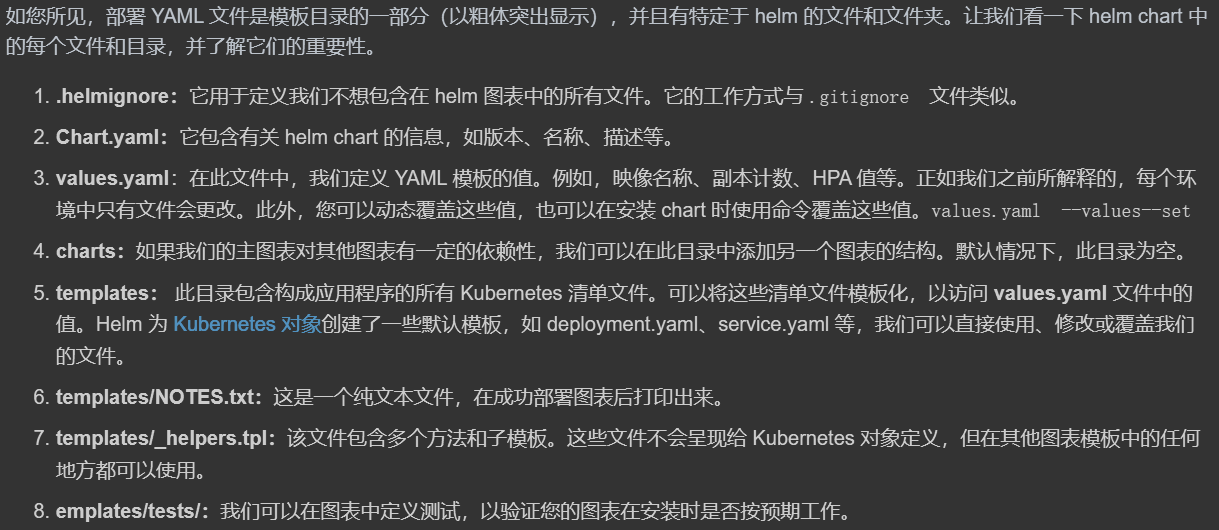 如您所见，部署 YAML 文件是模板目录的一部分（以粗体突出显示），并且有特定于 helm 的文件和文件夹。让我们看一下 helm chart 中
的每个文件和目录，并了解它们的重要性。
1. .helmignore：它用于定义我们不想包含在 helm 图表中的所有文件。它的工作方式与 .gitignore 文件类似。
2. Chart.yaml：它包含有关 helm chart 的信息，如版本、名称、描述等。
3. values.yaml：在此文件中，我们定义 YAML 模板的值。例如，映像名称、副本计数、HPA 值等。正如我们之前所解释的，每个环
境中只有文件会更改。此外，您可以动态覆盖这些值，也可以在安装 chart 时使用命令覆盖这些值。values.yaml --values--set
4. charts：如果我们的主图表对其他图表有一定的依赖性，我们可以在此目录中添加另一个图表的结构。默认情况下，此目录为空。
5. templates： 此目录包含构成应用程序的所有 Kubernetes 清单文件。可以将这些清单文件模板化，以访问 values.yaml 文件中的
值。Helm 为 Kubernetes 对象创建了一些默认模板，如 deployment.yaml、service.yaml 等，我们可以直接使用、修改或覆盖我们
的文件。
6. templates/NOTES.txt：这是一个纯文本文件，在成功部署图表后打印出来。
7. templates/_helpers.tpl：该文件包含多个方法和子模板。这些文件不会呈现给 Kubernetes 对象定义，但在其他图表模板中的任何
地方都可以使用。
8. emplates/tests/：我们可以在图表中定义测试，以验证您的图表在安装时是否按预期工作。